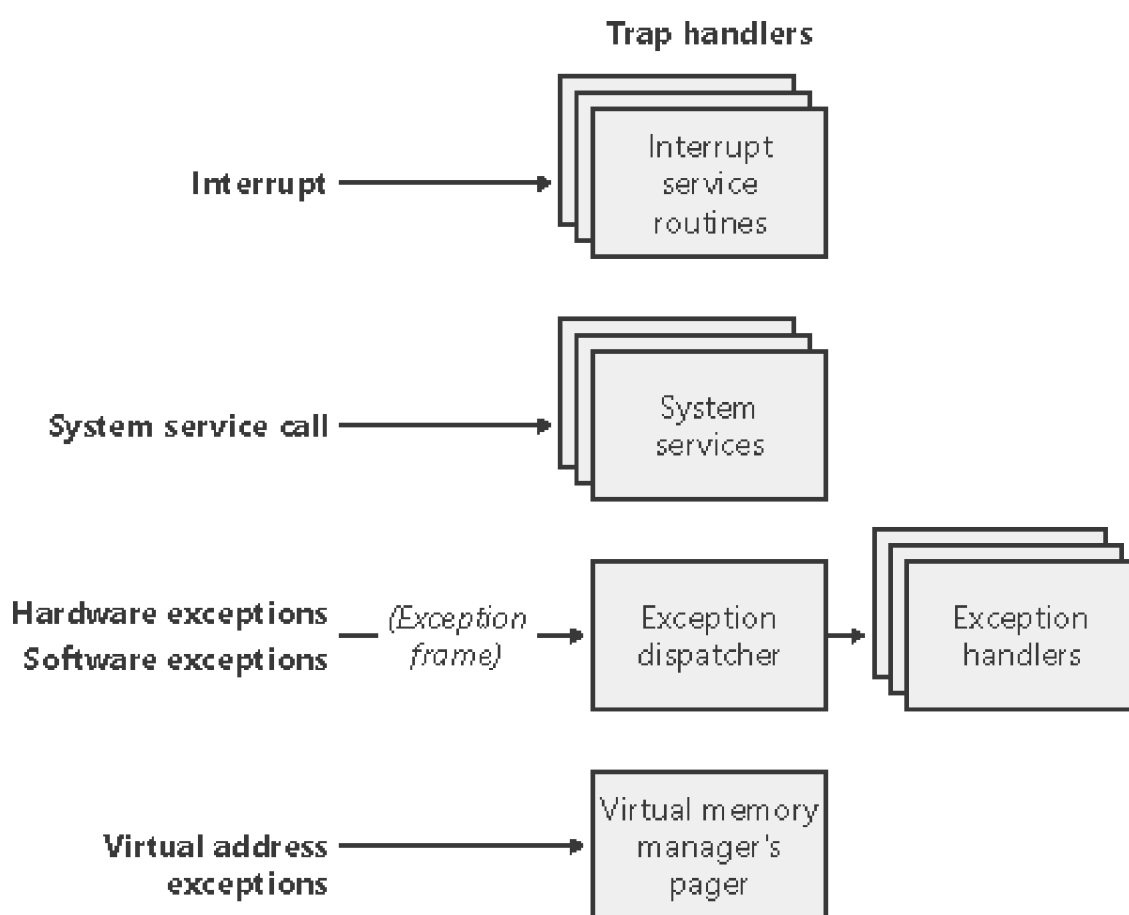 Trap handlers
Interrupt
Interrupt
service
routines
System service call
System
services
Hardware exceptions
Software exceptions
(Exception
frame)
Exception
dispatcher
Exception
handlers
Virtual address
exceptions
Virtual memory
manager's
pager